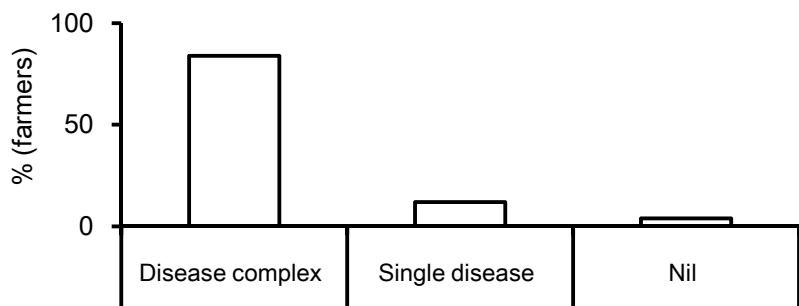 100
50
0
% (farmers)
Disease complex
Single disease
Nil